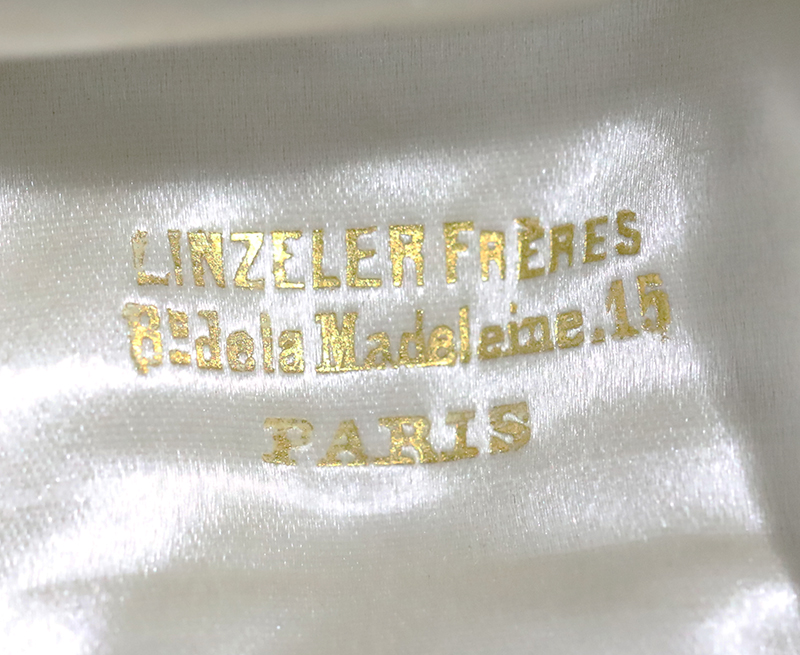 LINZELER FRÈRES
Bd de la Madeleine.15
PARIS